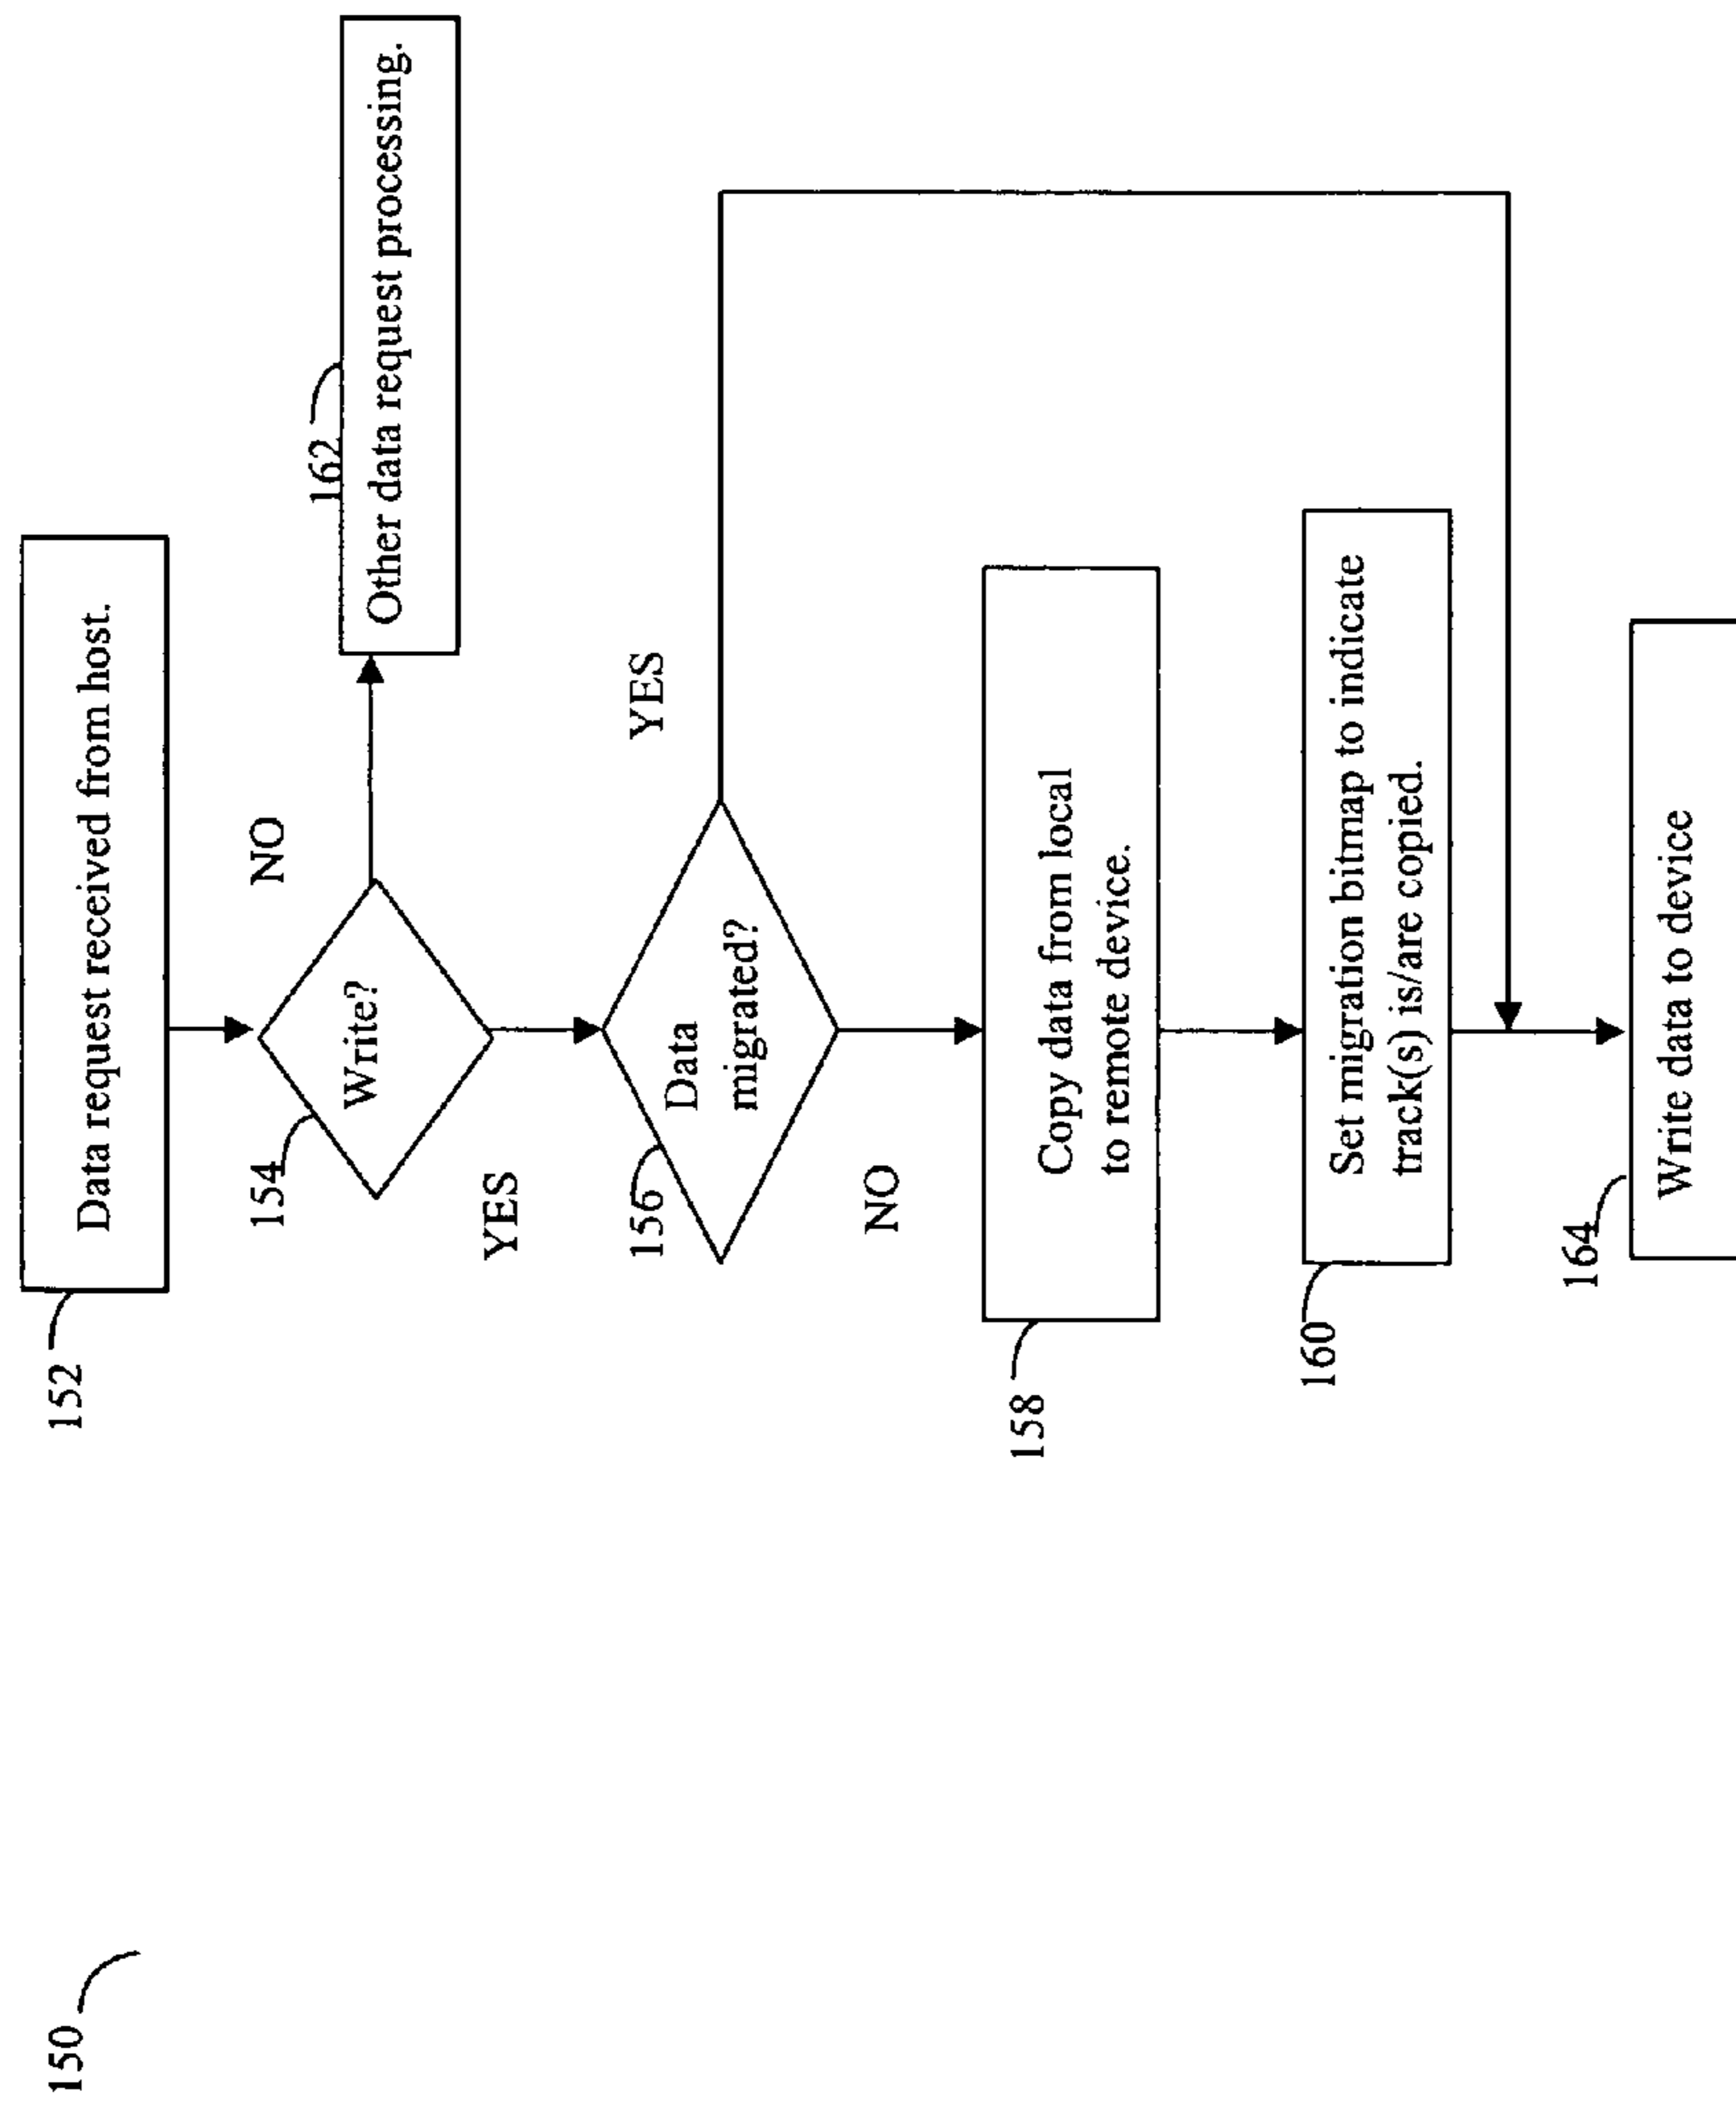 150
152
Data request received from host.
154
Write?
NO
162
Other data request processing.
YES
156
Data
migrated?
YES
NO
158
Copy data from local
to remote device.
160
Set migration bitmap to indicate
track(s) is/are copied.
164
Write data to device